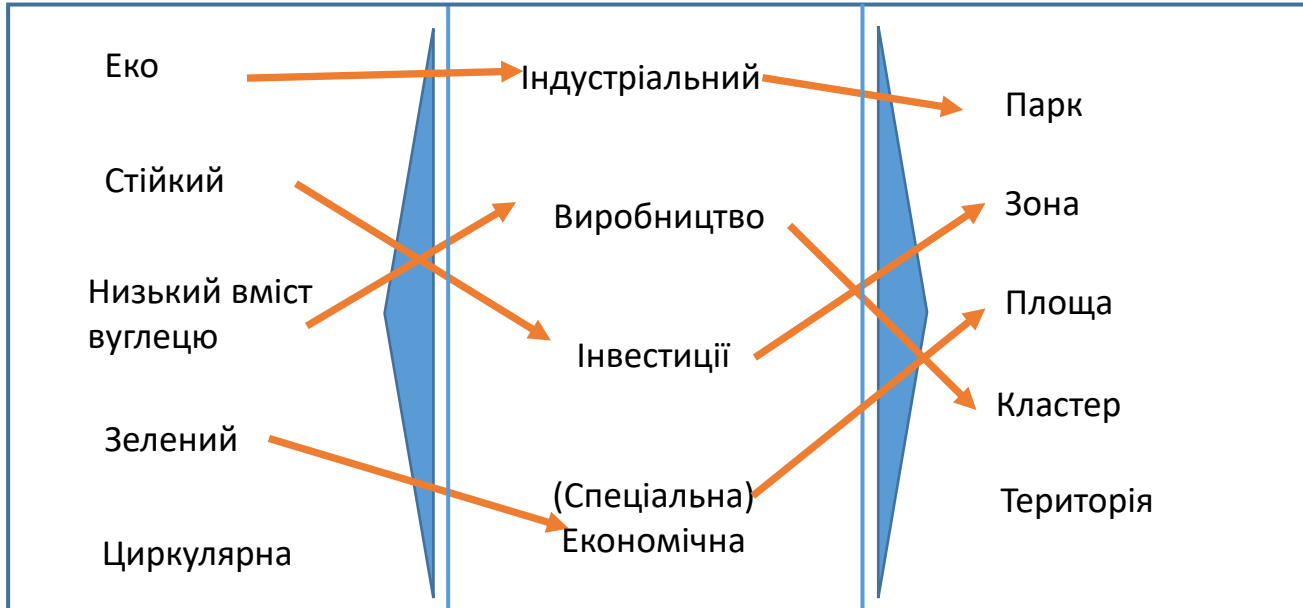 Еко
Стійкий
Низький вміст
вуглецю
Зелений
Циркулярна
Індустріальний
Виробництво
Інвестиції
(Спеціальна)
Економічна
Парк
Зона
Площа
Кластер
Територія